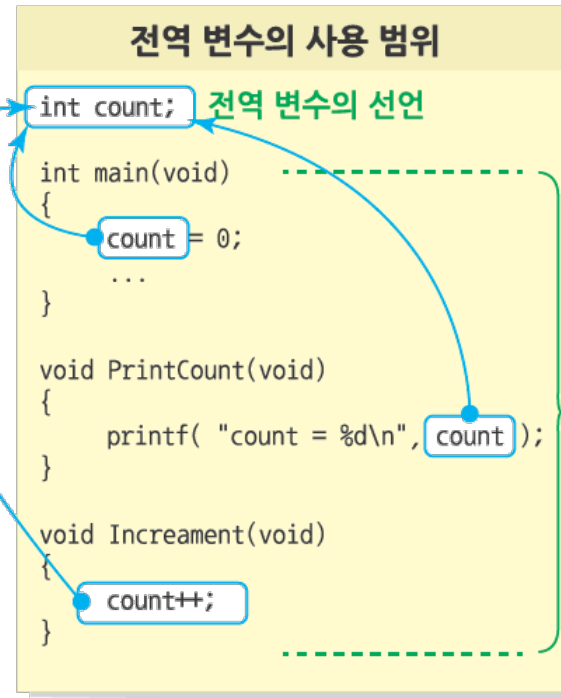 전역 변수의 사용 범위
int count; 전역 변수의 선언
int main(void)
{
count = 0;
...
}
void PrintCount(void)
{
printf( "count = %d\n", count );
}
void Increament(void)
{
count++;
}